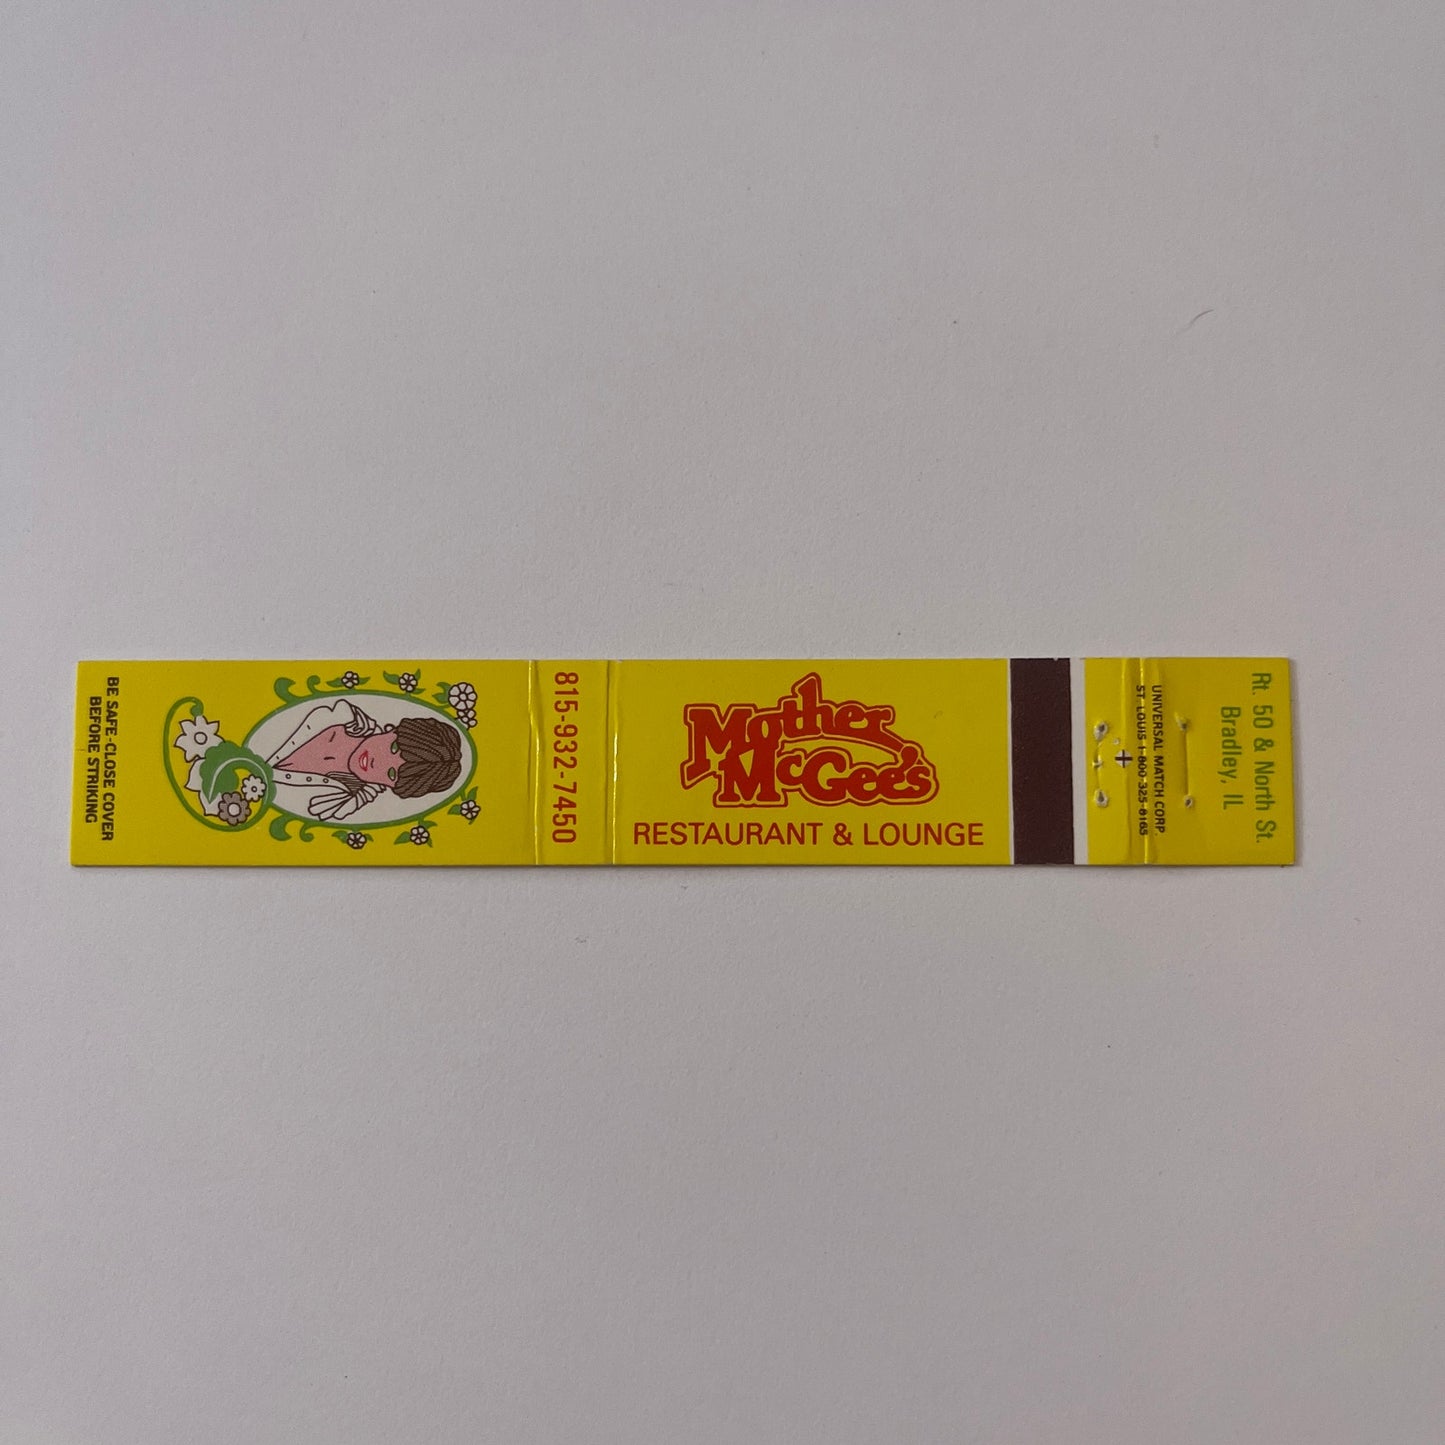 BE SAFE-CLOSE COVER
BEFORE STRIKING
815-932-7450
Mother
McGee's
RESTAURANT & LOUNGE
UNIVERSAL MATCH CORP.
ST. LOUIS 1-800-325-8165
Rt. 50 & North St.
Bradley, IL